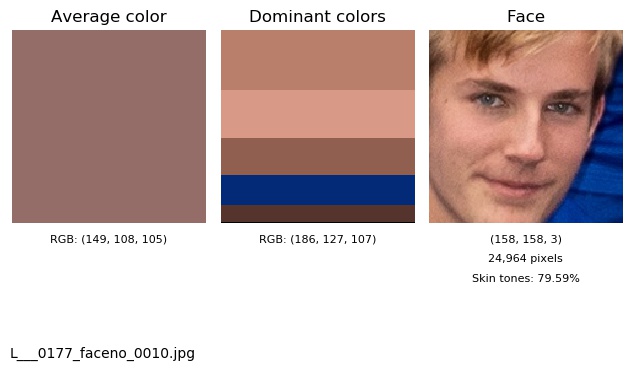 Average color
Dominant colors
Face
RGB: (149, 108, 105)
RGB: (186, 127, 107)
(158, 158, 3)
24,964 pixels
Skin tones: 79.59%
L___0177_faceno_0010.jpg